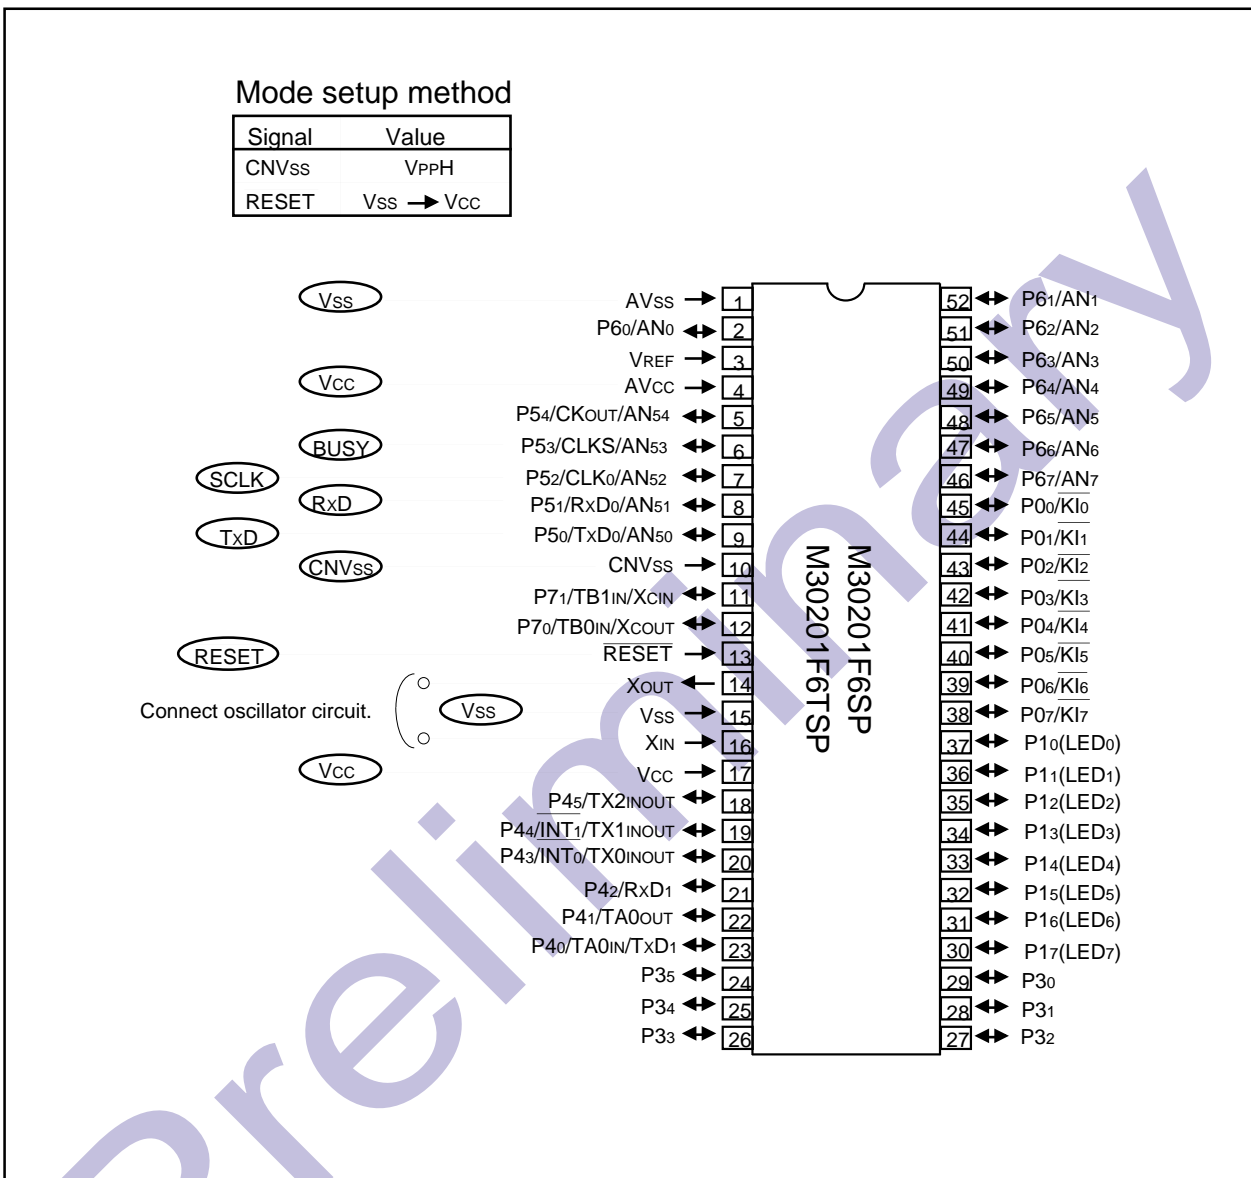 Mode setup method
Signal Value
CNVss VPPH
RESET Vss → Vcc
Vss AVss 1 52 P61/AN1
P60/AN0 2 51 P62/AN2
VREF 3 50 P63/AN3
Vcc AVcc 4 49 P64/AN4
P54/CKOUT/AN54 5 48 P65/AN5
BUSY P53/CLKS/AN53 6 47 P66/AN6
SCLK P52/CLK0/AN52 7 46 P67/AN7
RxD P51/RxD0/AN51 8 45 P00/KI0
TxD P50/TxD0/AN50 9 44 P01/KI1
CNVss CNVss 10 43 P02/KI2
P71/TB1IN/XCIN 11 42 P03/KI3
P70/TB0IN/XCOUT 12 41 P04/KI4
RESET RESET 13 40 P05/KI5
XOUT 14 39 P06/KI6
Connect oscillator circuit. Vss Vss 15 38 P07/KI7
XIN 16 37 P10(LED0)
Vcc Vcc 17 36 P11(LED1)
P45/TX2INOUT 18 35 P12(LED2)
P44/INT1/TX1INOUT 19 34 P13(LED3)
P43/INT0/TX0INOUT 20 33 P14(LED4)
P42/RxD1 21 32 P15(LED5)
P41/TA0OUT 22 31 P16(LED6)
P40/TA0IN/TxD1 23 30 P17(LED7)
P35 24 29 P30
P34 25 28 P31
P33 26 27 P32
M30201F6SP
M30201F6TSP
Preliminary